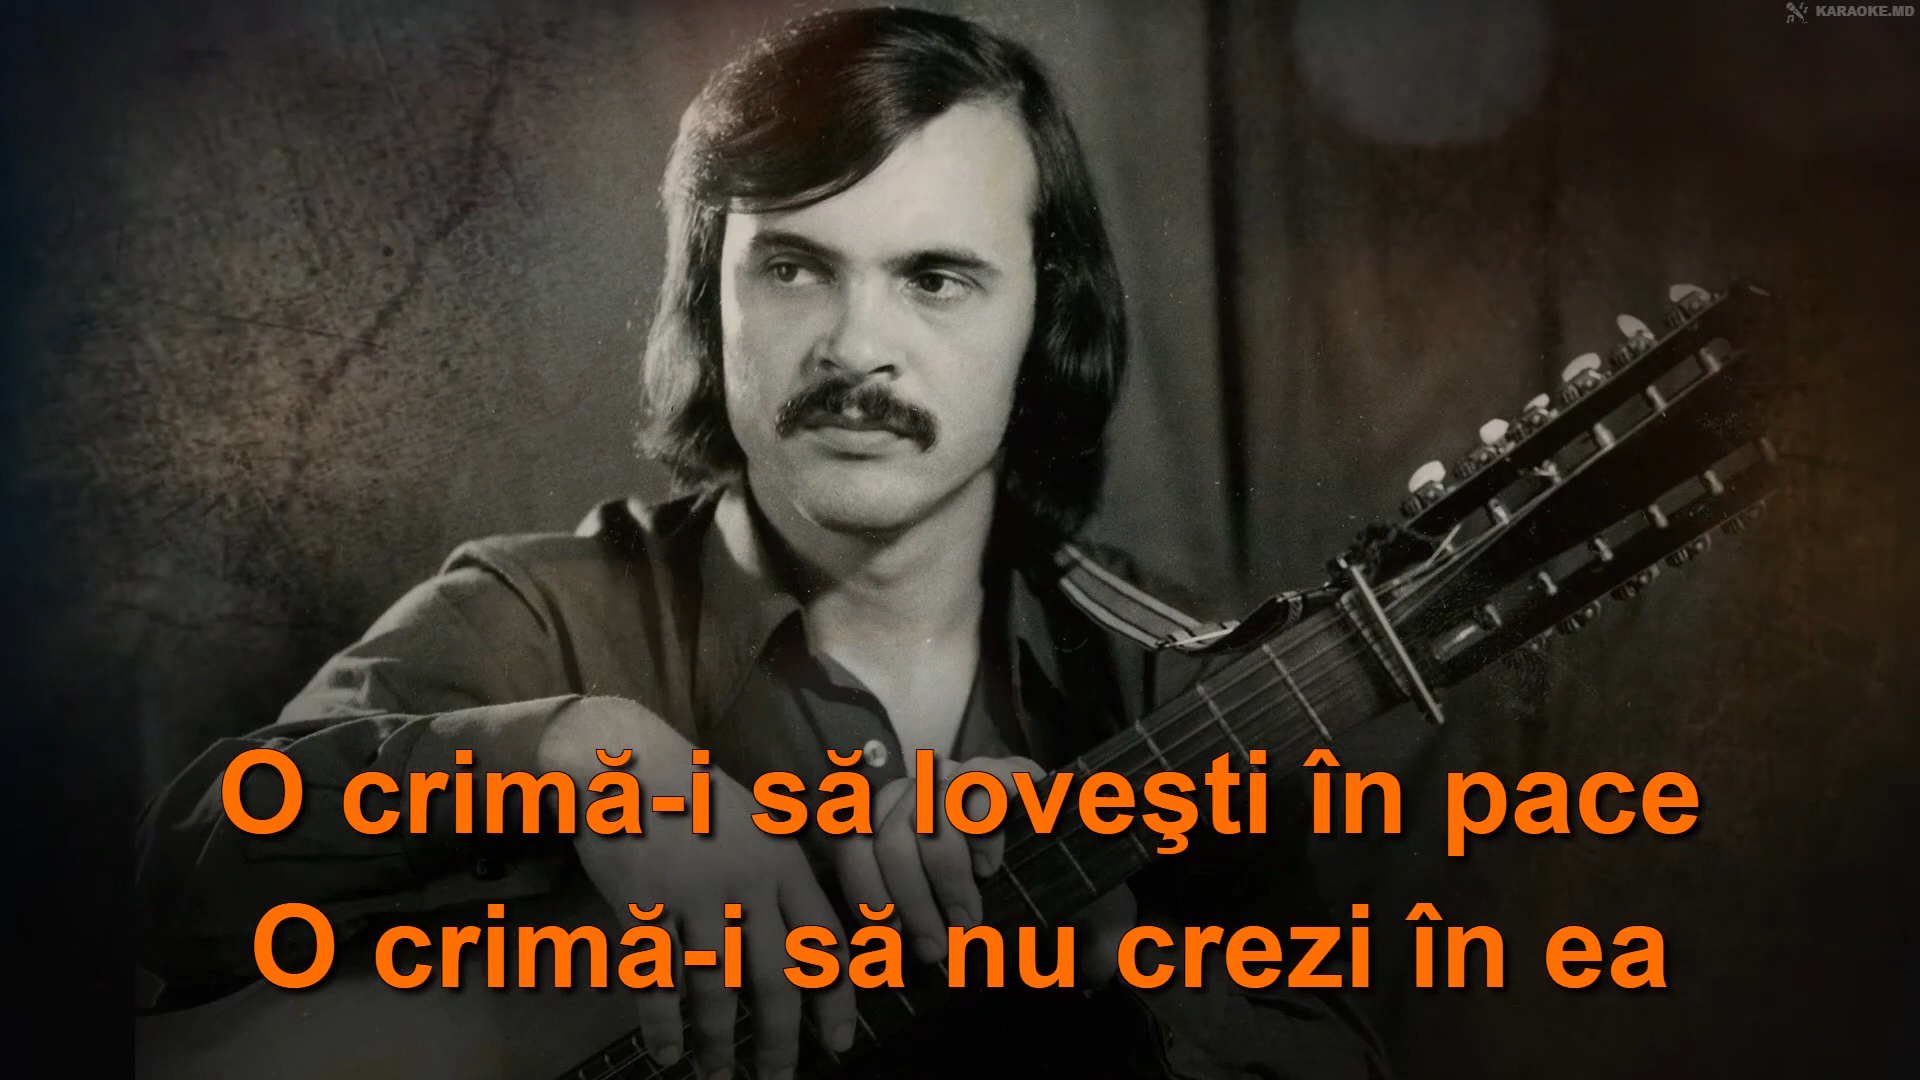 KARAOKE.MD
O crimă-i să loveşti în pace
O crimă-i să nu crezi în ea